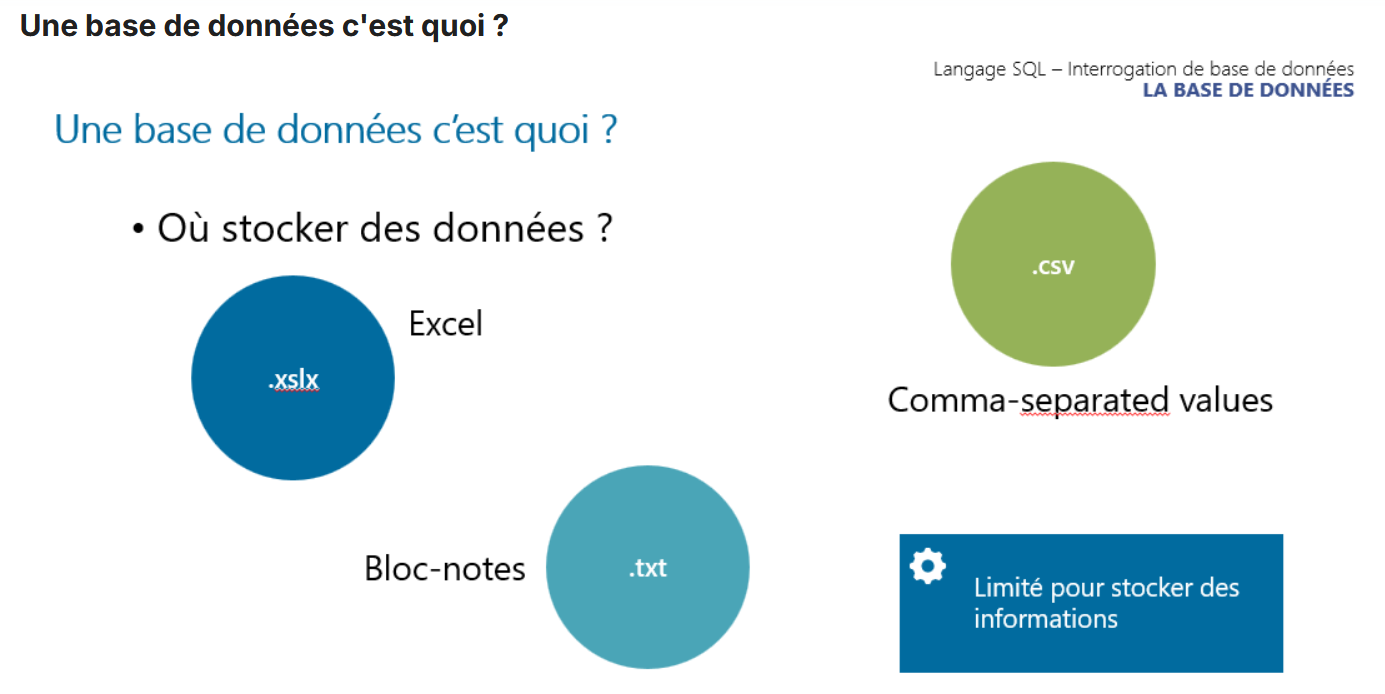 Une base de données c'est quoi ?
Langage SQL – Interrogation de base de données
LA BASE DE DONNÉES
Une base de données c’est quoi ?
• Où stocker des données ?
.csv
Excel
.xslx
Comma-separated values
Bloc-notes
.txt
Limité pour stocker des
informations